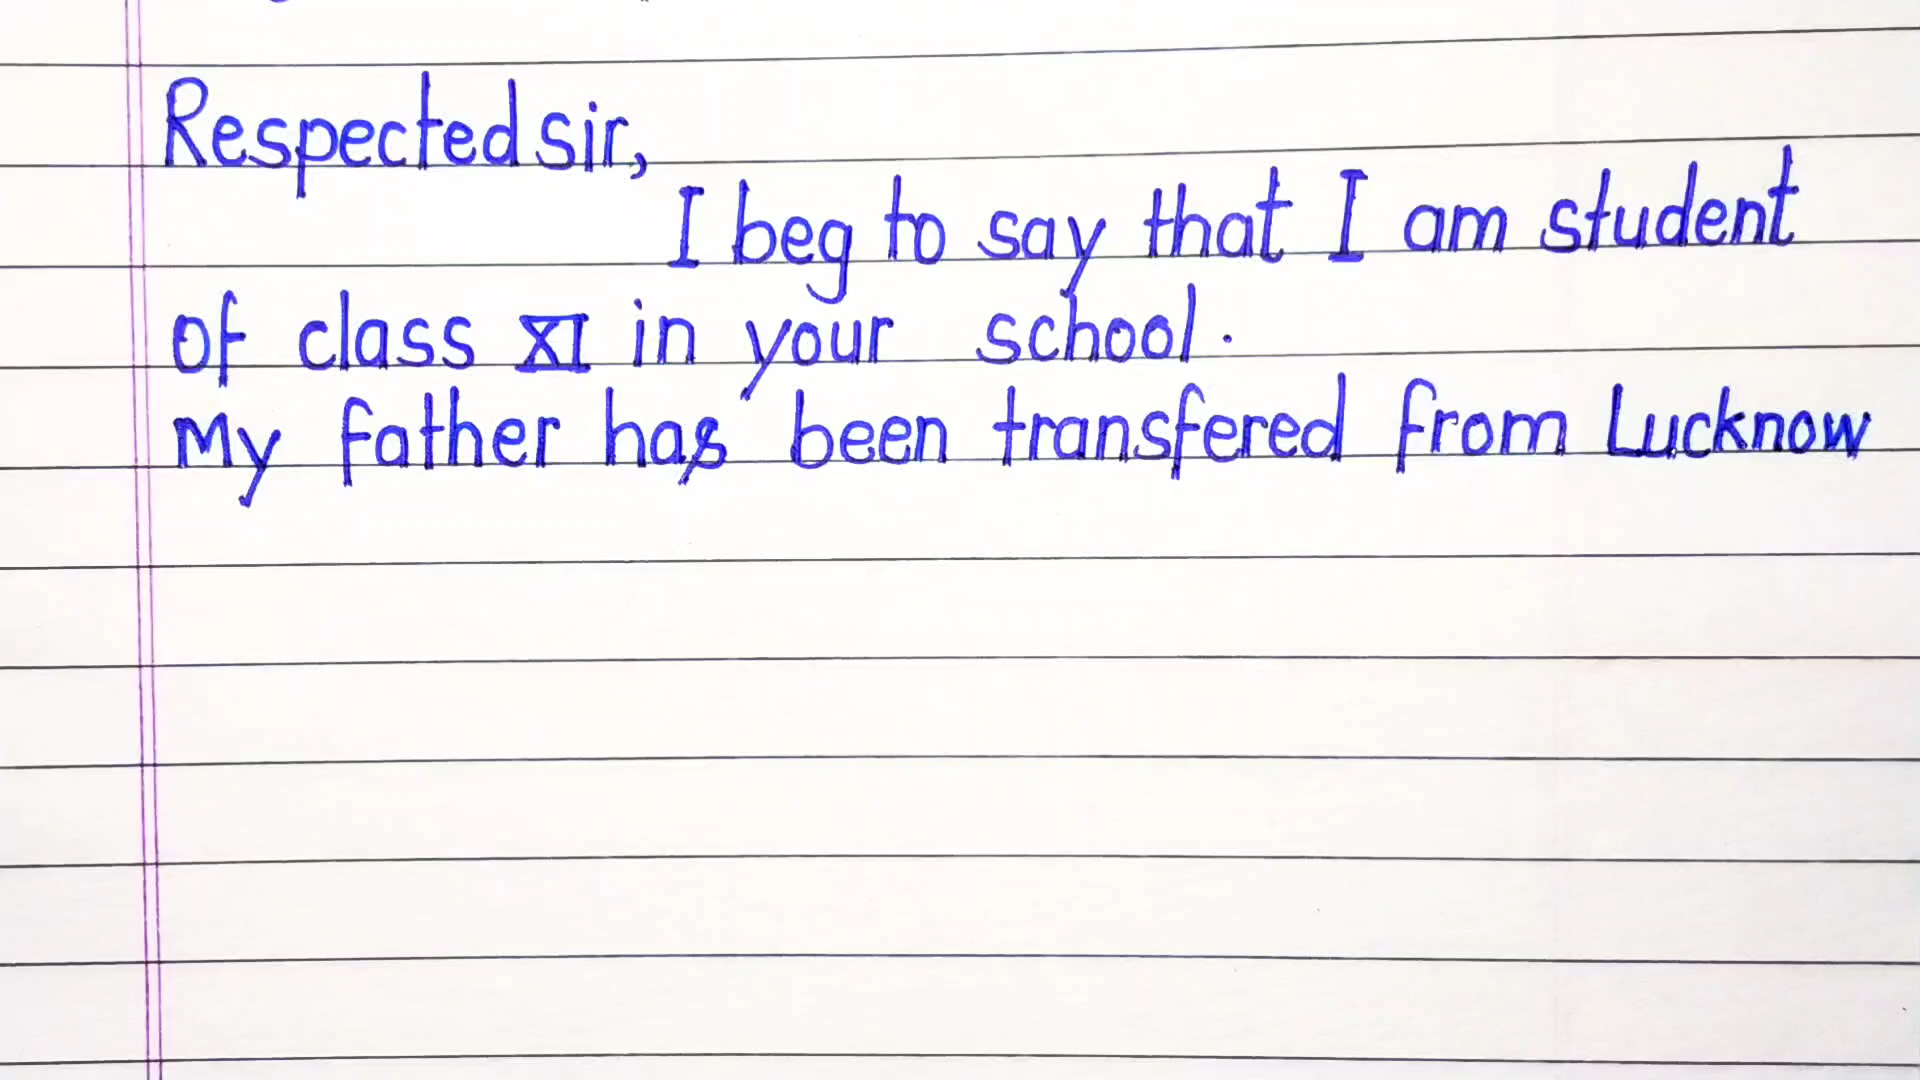 Respected sir,
I beg to say that I am student
of class XI in your school.
My father has been transfered from Lucknow